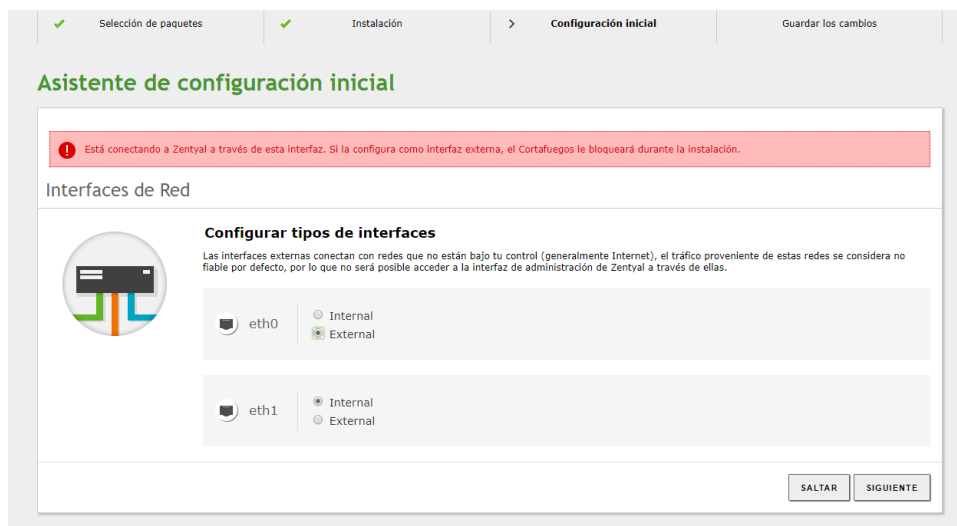 Selección de paquetes
Instalación
Configuración inicial
Guardar los cambios
Asistente de configuración inicial
Está conectando a Zentyal a través de esta interfaz. Si la configura como interfaz externa, el Cortafuegos le bloqueará durante la instalación.
Interfaces de Red
Configurar tipos de interfaces
Las interfaces externas conectan con redes que no están bajo tu control (generalmente Internet), el tráfico proveniente de estas redes se considera no
fiable por defecto, por lo que no será posible acceder a la interfaz de administración de Zentyal a través de ellas.
eth0
Internal
External
eth1
Internal
External
SALTAR
SIGUIENTE